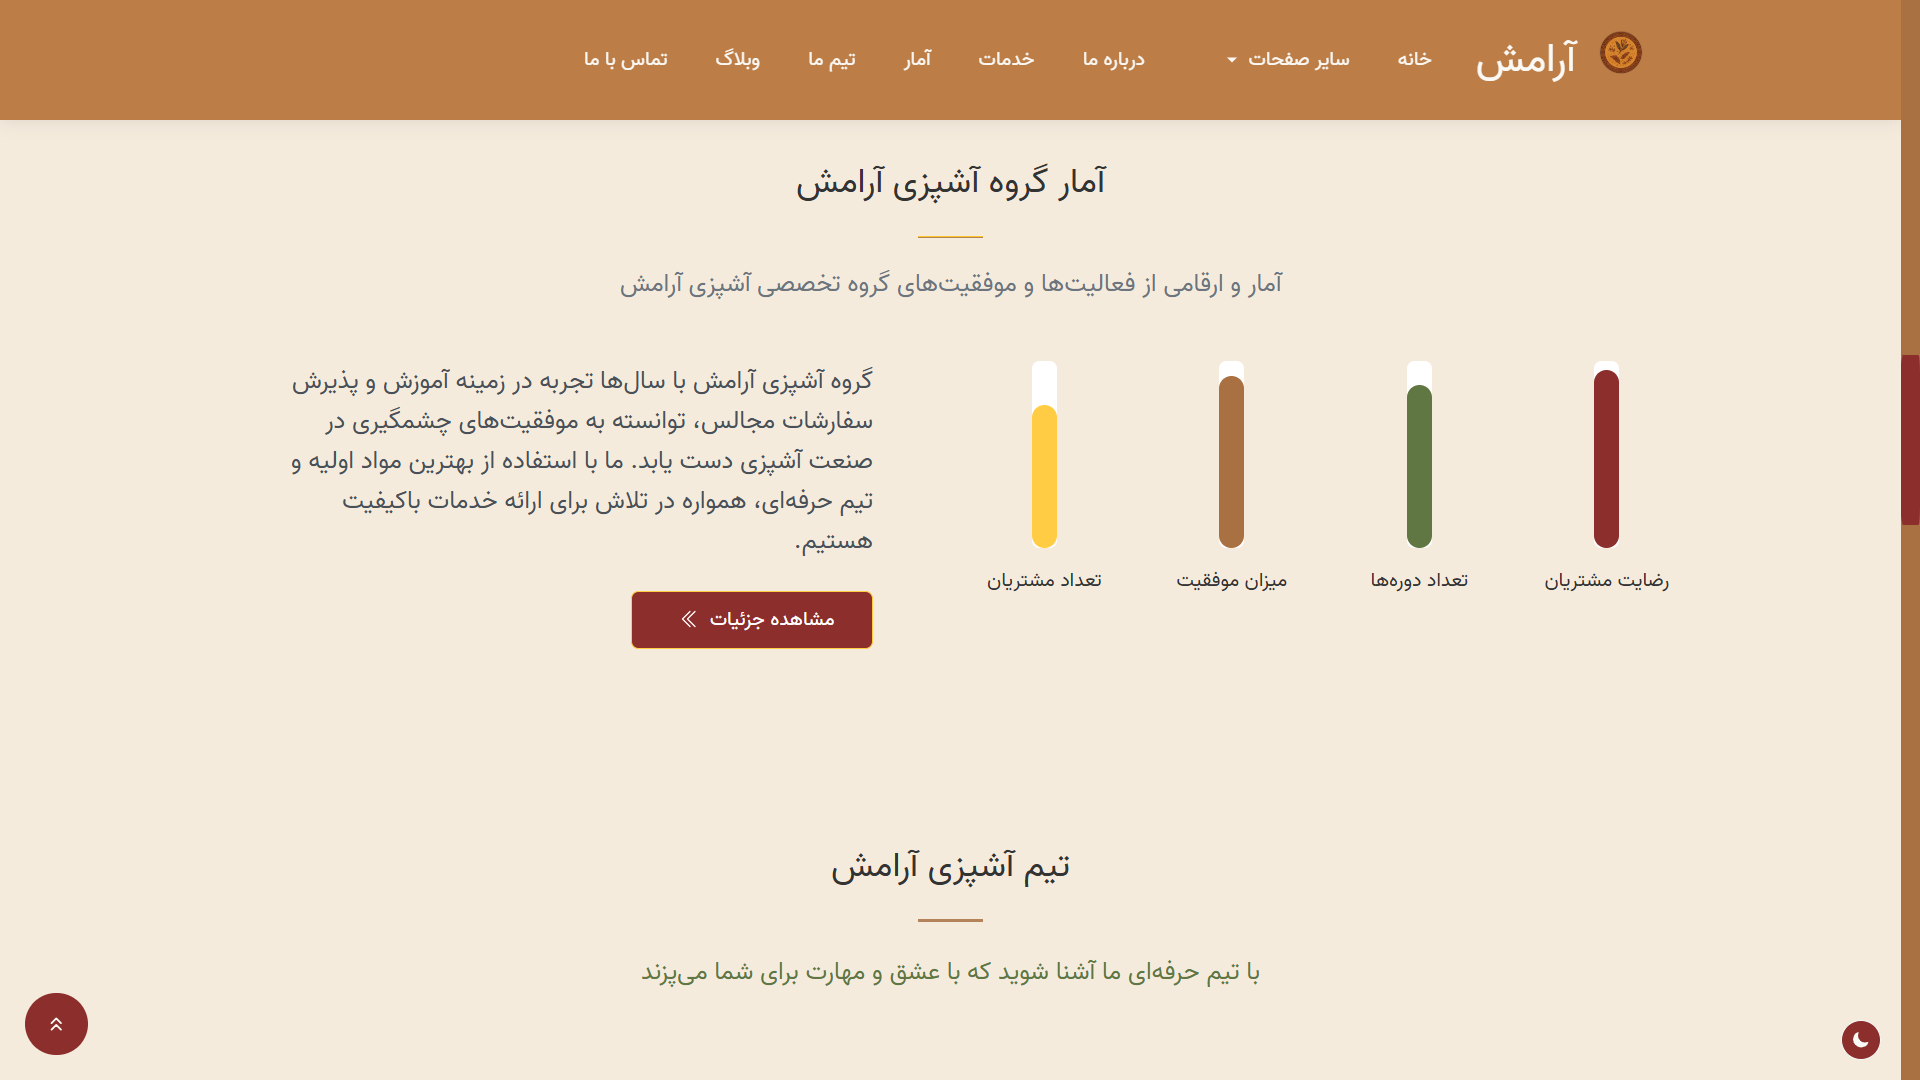 آرامش
خانه
سایر صفحات
درباره ما
خدمات
آمار
تیم ما
وبلاگ
تماس با ما
آمار گروه آشپزی آرامش
آمار و ارقامی از فعالیت‌ها و موفقیت‌های گروه تخصصی آشپزی آرامش
رضایت مشتریان
تعداد دوره‌ها
میزان موفقیت
تعداد مشتریان
گروه آشپزی آرامش با سال‌ها تجربه در زمینه آموزش و پذیرش
سفارشات مجالس، توانسته به موفقیت‌های چشمگیری در
صنعت آشپزی دست یابد. ما با استفاده از بهترین مواد اولیه و
تیم حرفه‌ای، همواره در تلاش برای ارائه خدمات باکیفیت
هستیم.
مشاهده جزئیات
تیم آشپزی آرامش
با تیم حرفه‌ای ما آشنا شوید که با عشق و مهارت برای شما می‌پزند